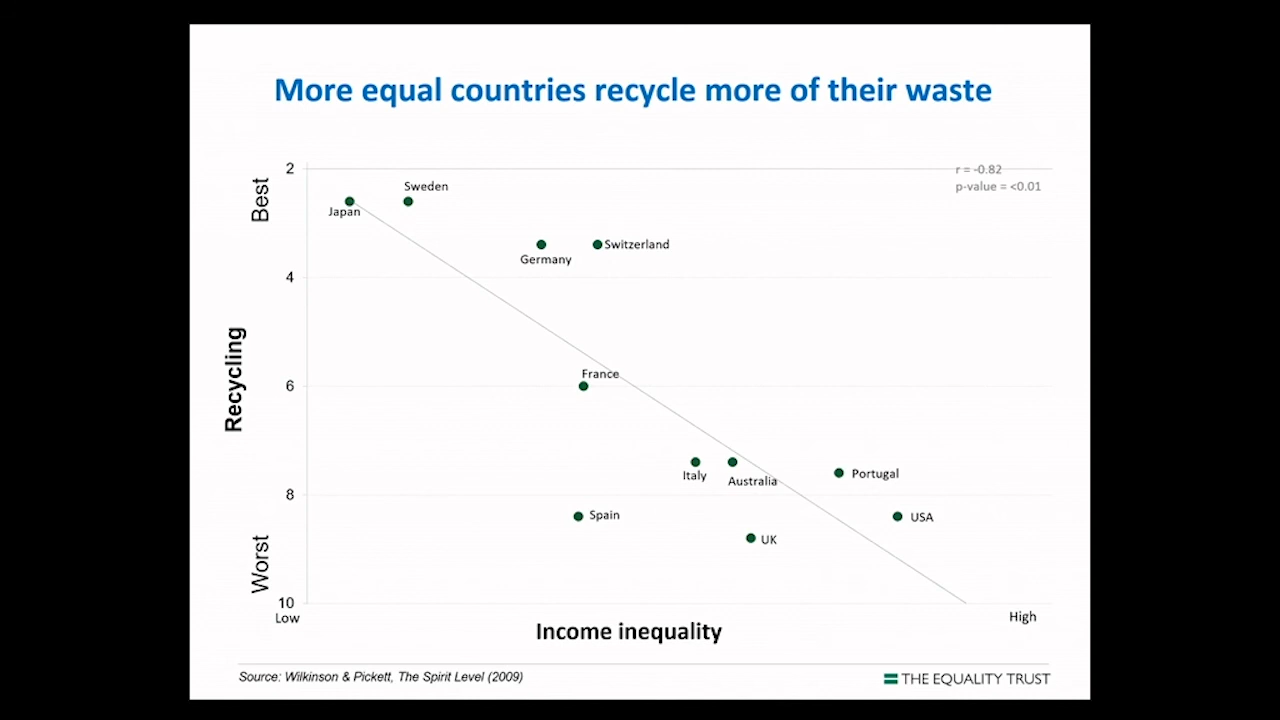 More equal countries recycle more of their waste
2
r = -0.82
p-value = <0.01
Best
Sweden
Japan
Switzerland
Germany
4
Recycling
France
6
Italy
Portugal
Australia
8
Spain
USA
UK
Worst
10
Low
High
Income inequality
Source: Wilkinson & Pickett, The Spirit Level (2009)
THE EQUALITY TRUST